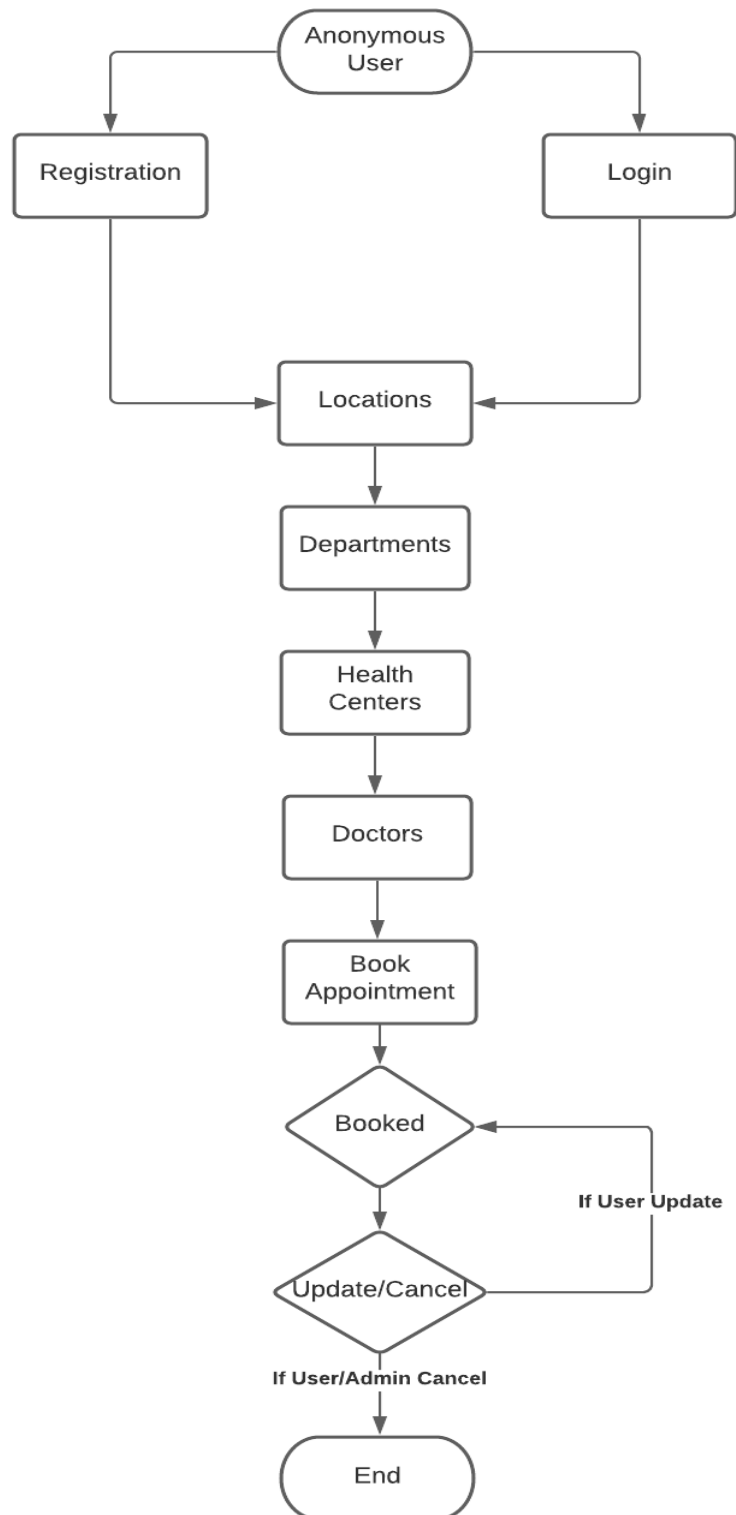 Anonymous
User
Registration
Login
Locations
Departments
Health
Centers
Doctors
Book
Appointment
Booked
If User Update
Update/Cancel
If User/Admin Cancel
End